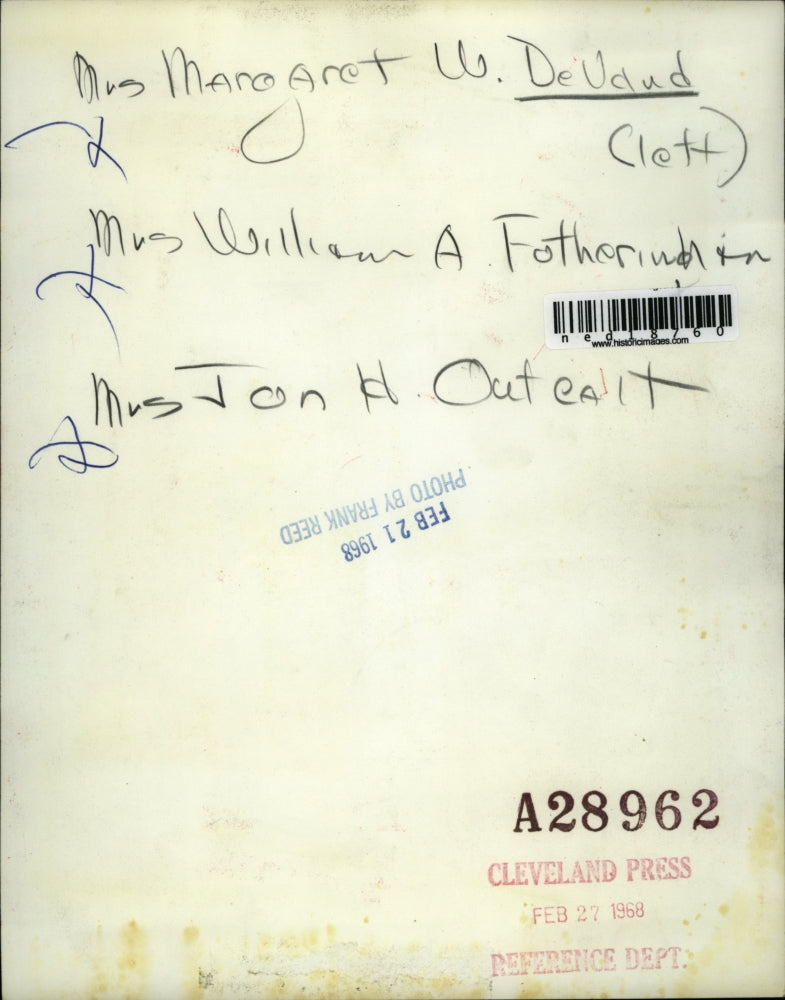 Mrs Margaret W. DeVaud
(left)
Mrs William A Fotheringham
ned18760
www.historicimages.com
Mrs Jon H. Outcalt
PHOTO BY FRANK REED
FEB 21 1968
A28962
CLEVELAND PRESS
FEB 27 1968
REFERENCE DEPT.